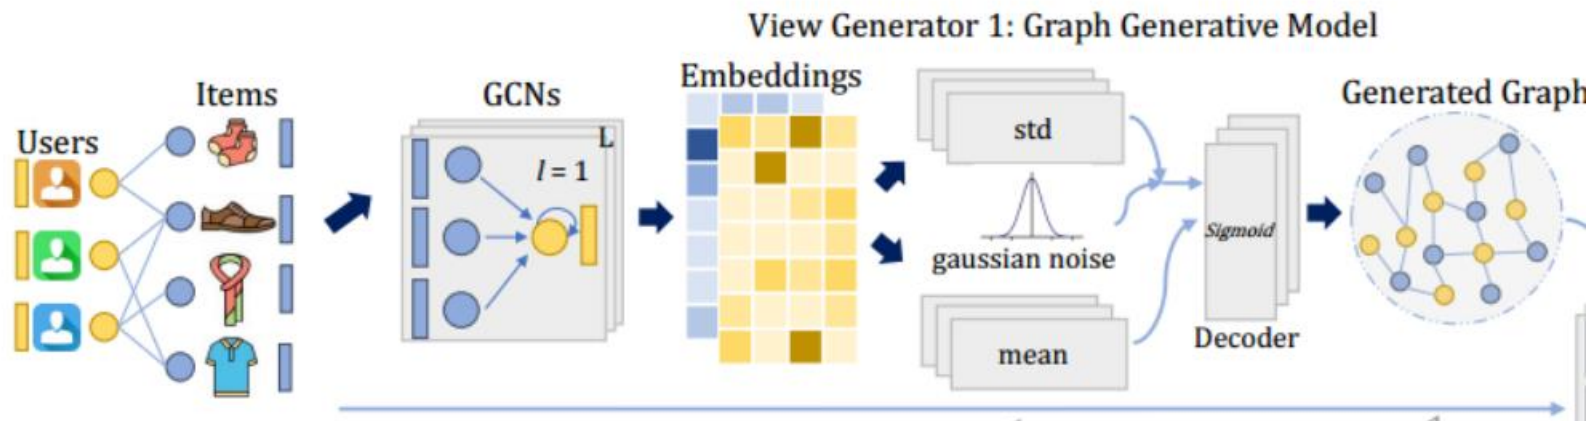 View Generator 1: Graph Generative Model
Users
Items
GCNs
L
l = 1
Embeddings
std
gaussian noise
mean
Sigmoid
Decoder
Generated Graph